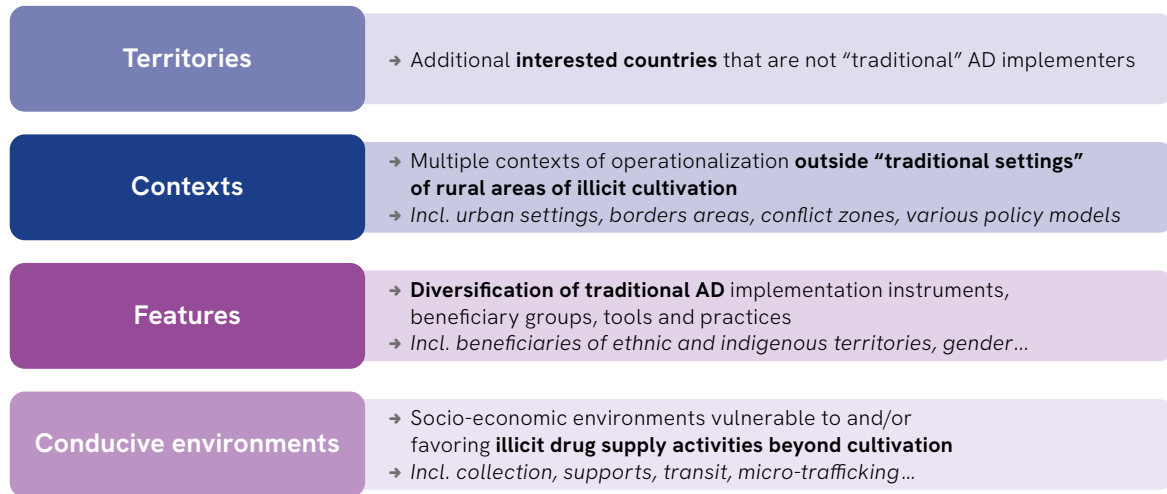 Territories
→ Additional interested countries that are not “traditional” AD implementers
Contexts
→ Multiple contexts of operationalization outside “traditional settings”
of rural areas of illicit cultivation
→ Incl. urban settings, borders areas, conflict zones, various policy models
Features
→ Diversification of traditional AD implementation instruments,
beneficiary groups, tools and practices
→ Incl. beneficiaries of ethnic and indigenous territories, gender...
Conducive environments
→ Socio-economic environments vulnerable to and/or
favoring illicit drug supply activities beyond cultivation
→ Incl. collection, supports, transit, micro-trafficking...